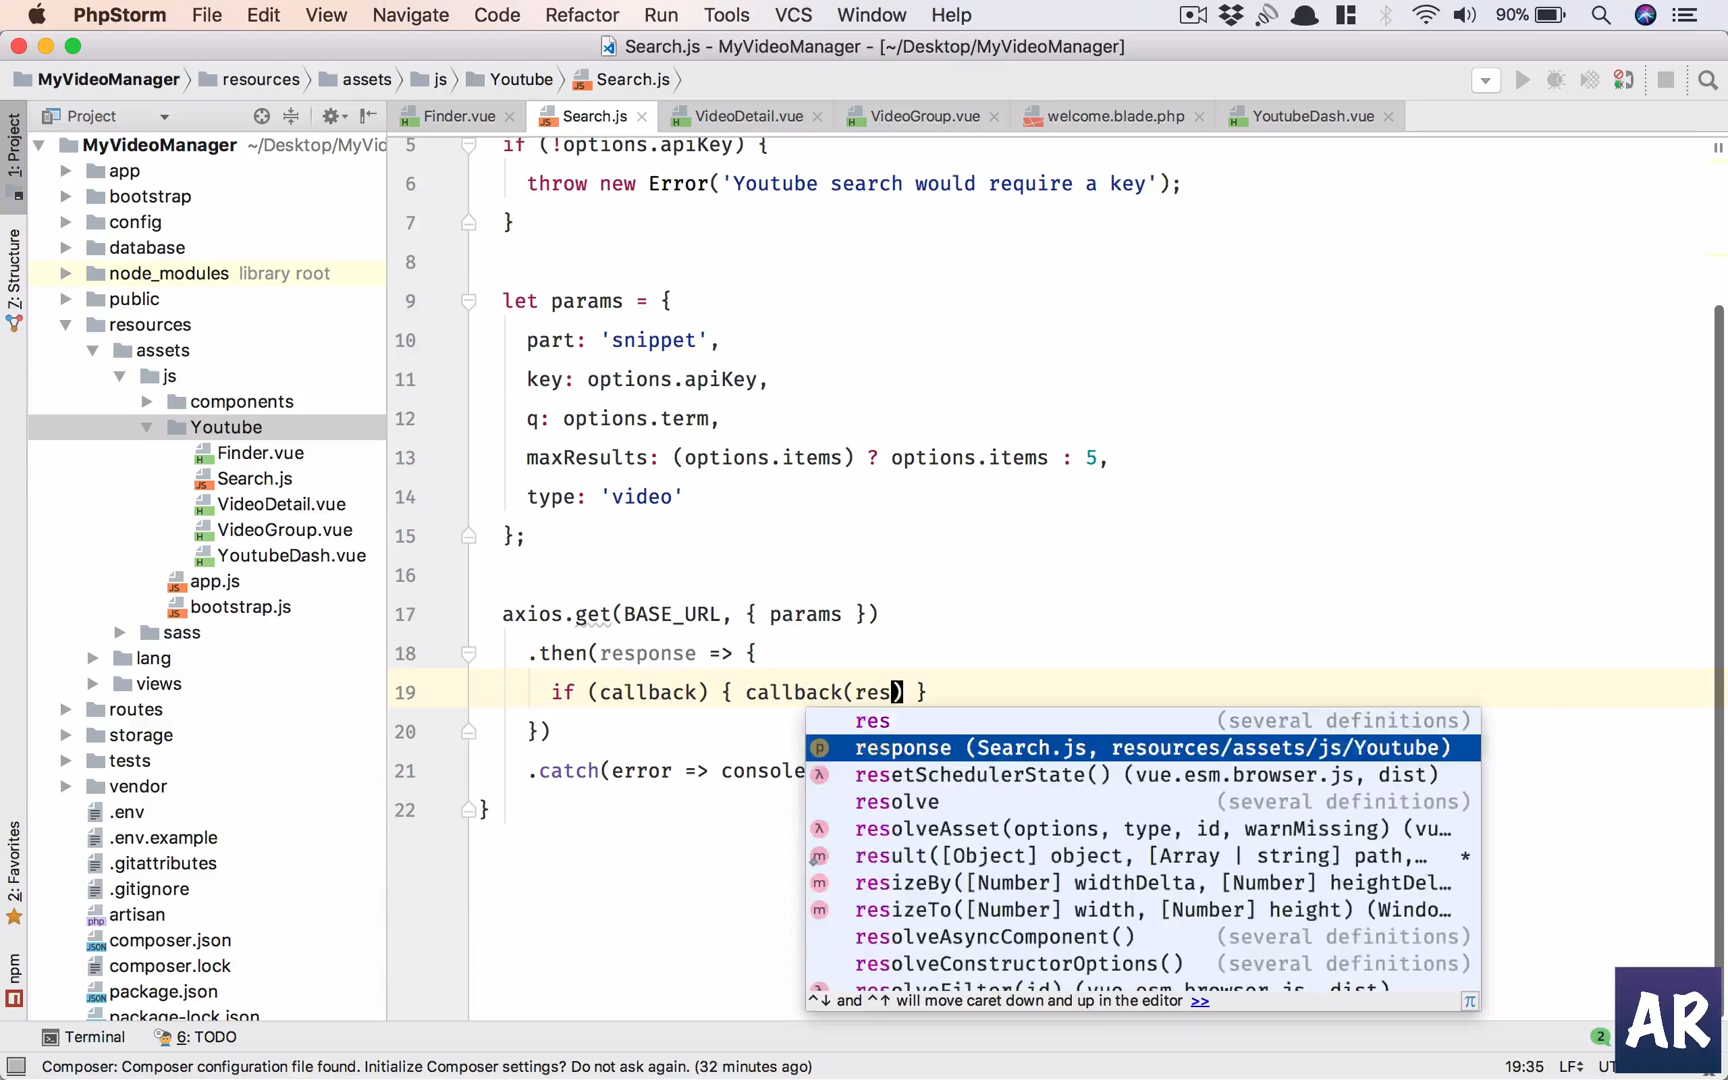 PhpStorm File Edit View Navigate Code Refactor Run Tools VCS Window Help 90%
Search.js - MyVideoManager - [~/Desktop/MyVideoManager]
MyVideoManager resources assets js Youtube Search.js
Project
Finder.vue Search.js VideoDetail.vue VideoGroup.vue welcome.blade.php YoutubeDash.vue
1: Project
7: Structure
2: Favorites
npm
MyVideoManager ~/Desktop/MyVid
app
bootstrap
config
database
node_modules library root
public
resources
assets
js
components
Youtube
Finder.vue
Search.js
VideoDetail.vue
VideoGroup.vue
YoutubeDash.vue
app.js
bootstrap.js
sass
lang
views
routes
storage
tests
vendor
.env
.env.example
.gitattributes
.gitignore
artisan
composer.json
composer.lock
package.json
package-lock.json
5 if (!options.apiKey) {
6 throw new Error('Youtube search would require a key');
7 }
8
9 let params = {
10 part: 'snippet',
11 key: options.apiKey,
12 q: options.term,
13 maxResults: (options.items) ? options.items : 5,
14 type: 'video'
15 };
16
17 axios.get(BASE_URL, { params })
18 .then(response => {
19 if (callback) { callback(res) }
20 })
21 .catch(error => console
22 }
res (several definitions)
response (Search.js, resources/assets/js/Youtube)
resetSchedulerState() (vue.esm.browser.js, dist)
resolve (several definitions)
resolveAsset(options, type, id, warnMissing) (vu…
result([Object] object, [Array | string] path,… *
resizeBy([Number] widthDelta, [Number] heightDel…
resizeTo([Number] width, [Number] height) (Windo…
resolveAsyncComponent() (several definitions)
resolveConstructorOptions() (several definitions)
resolveFilter(id) (vue.esm.browser.js, dist)
^↓ and ^↑ will move caret down and up in the editor >> π
Terminal 6: TODO 2
Composer: Composer configuration file found. Initialize Composer settings? Do not ask again. (32 minutes ago) 19:35 LF÷ UT
AR